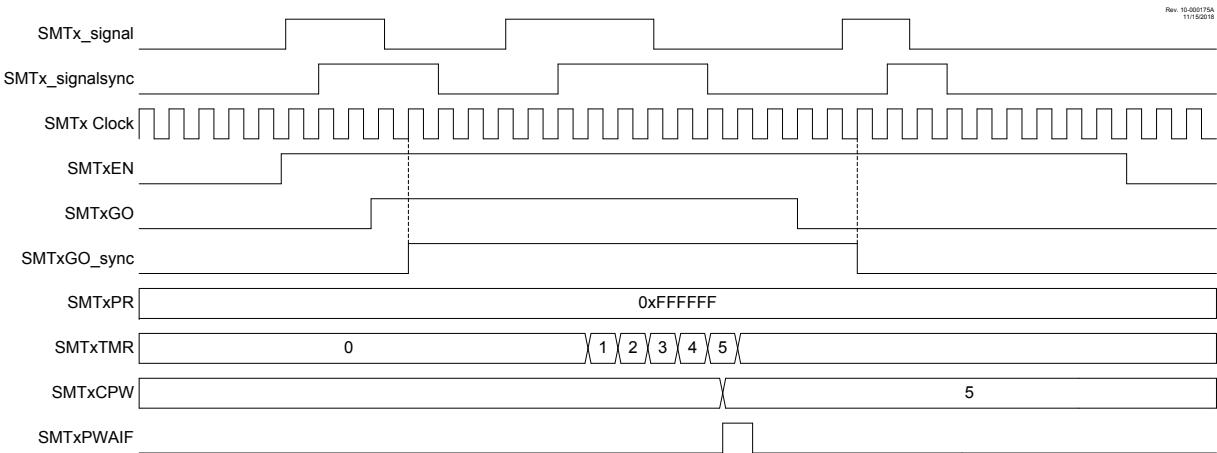 Rev. 10-000175A
11/15/2018
SMTx_signal
SMTx_signalsync
SMTx Clock
SMTxEN
SMTxGO
SMTxGO_sync
SMTxPR 0xFFFFFF
SMTxTMR 0 1 2 3 4 5
SMTxCPW 5
SMTxPWAIF